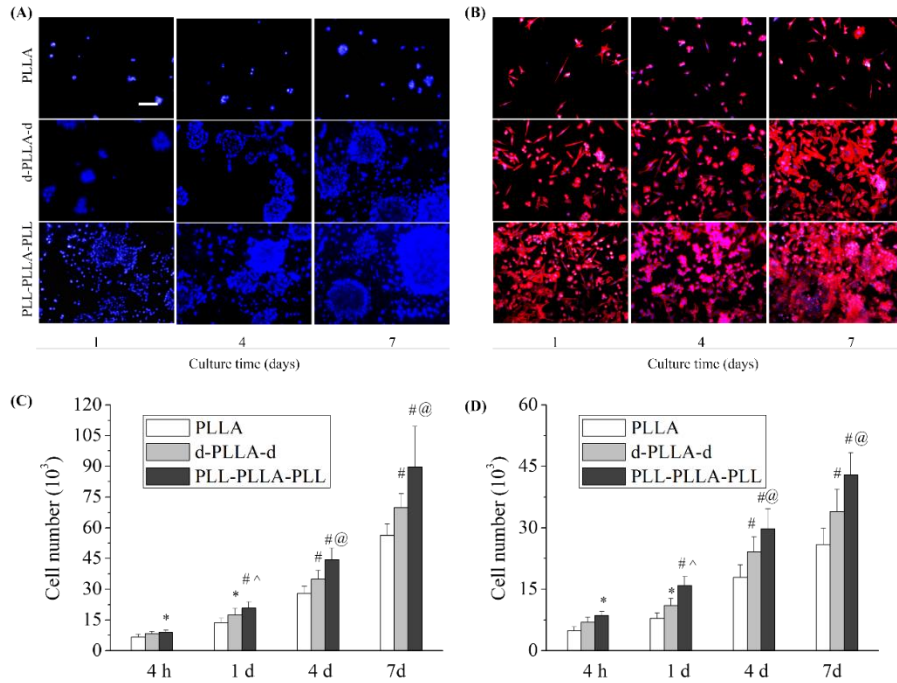 (A)
(B)
PLLA
d-PLLA-d
PLL-PLLA-PLL
1 4 7
1 4 7
Culture time (days)
Culture time (days)
(C)
120
105
90
75
60
45
30
15
0
Cell number (10³)
PLLA
d-PLLA-d
PLL-PLLA-PLL
*
*
# ^
#
#@
#
#@
4 h 1 d 4 d 7d
(D)
60
45
30
15
0
Cell number (10³)
PLLA
d-PLLA-d
PLL-PLLA-PLL
*
*
# ^
#
#@
#
#@
4 h 1 d 4 d 7d